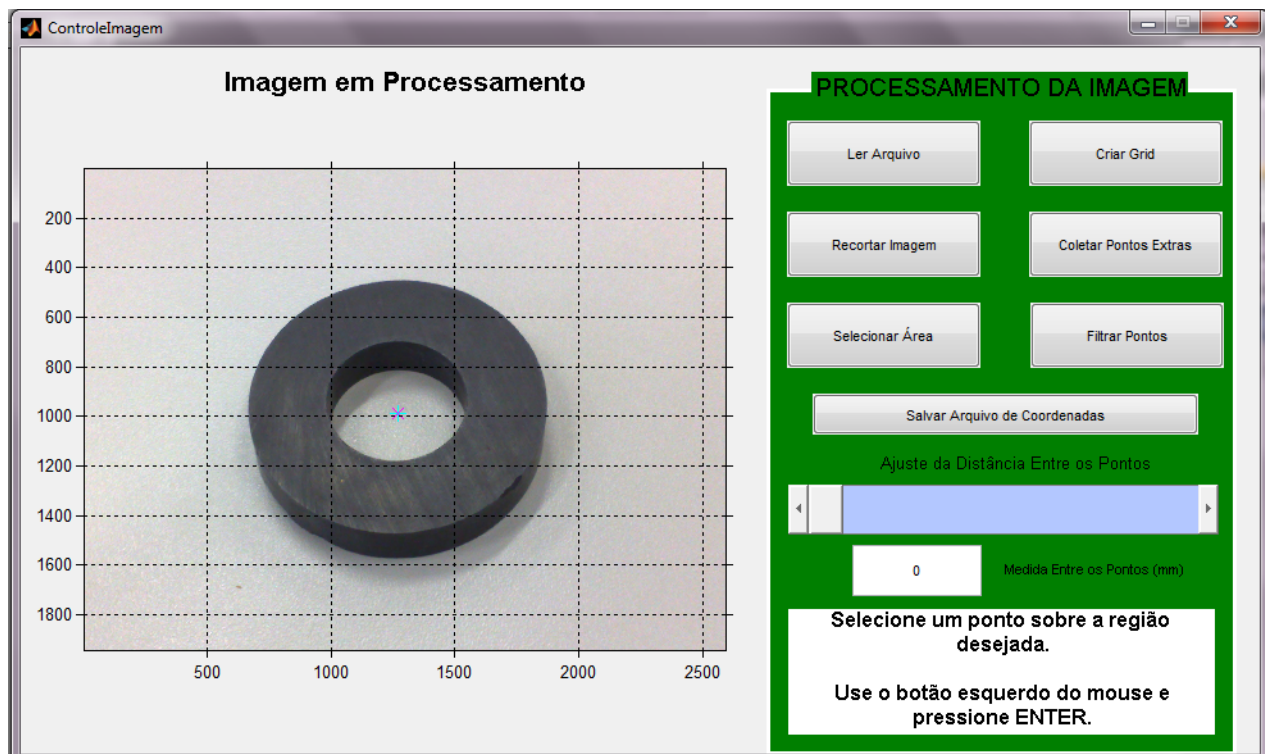 ControleImagem
Imagem em Processamento
200
400
600
800
1000
1200
1400
1600
1800
500
1000
1500
2000
2500
PROCESSAMENTO DA IMAGEM
Ler Arquivo
Criar Grid
Recortar Imagem
Coletar Pontos Extras
Selecionar Área
Filtrar Pontos
Salvar Arquivo de Coordenadas
Ajuste da Distância Entre os Pontos
0
Medida Entre os Pontos (mm)
Selecione um ponto sobre a região
desejada.
Use o botão esquerdo do mouse e
pressione ENTER.